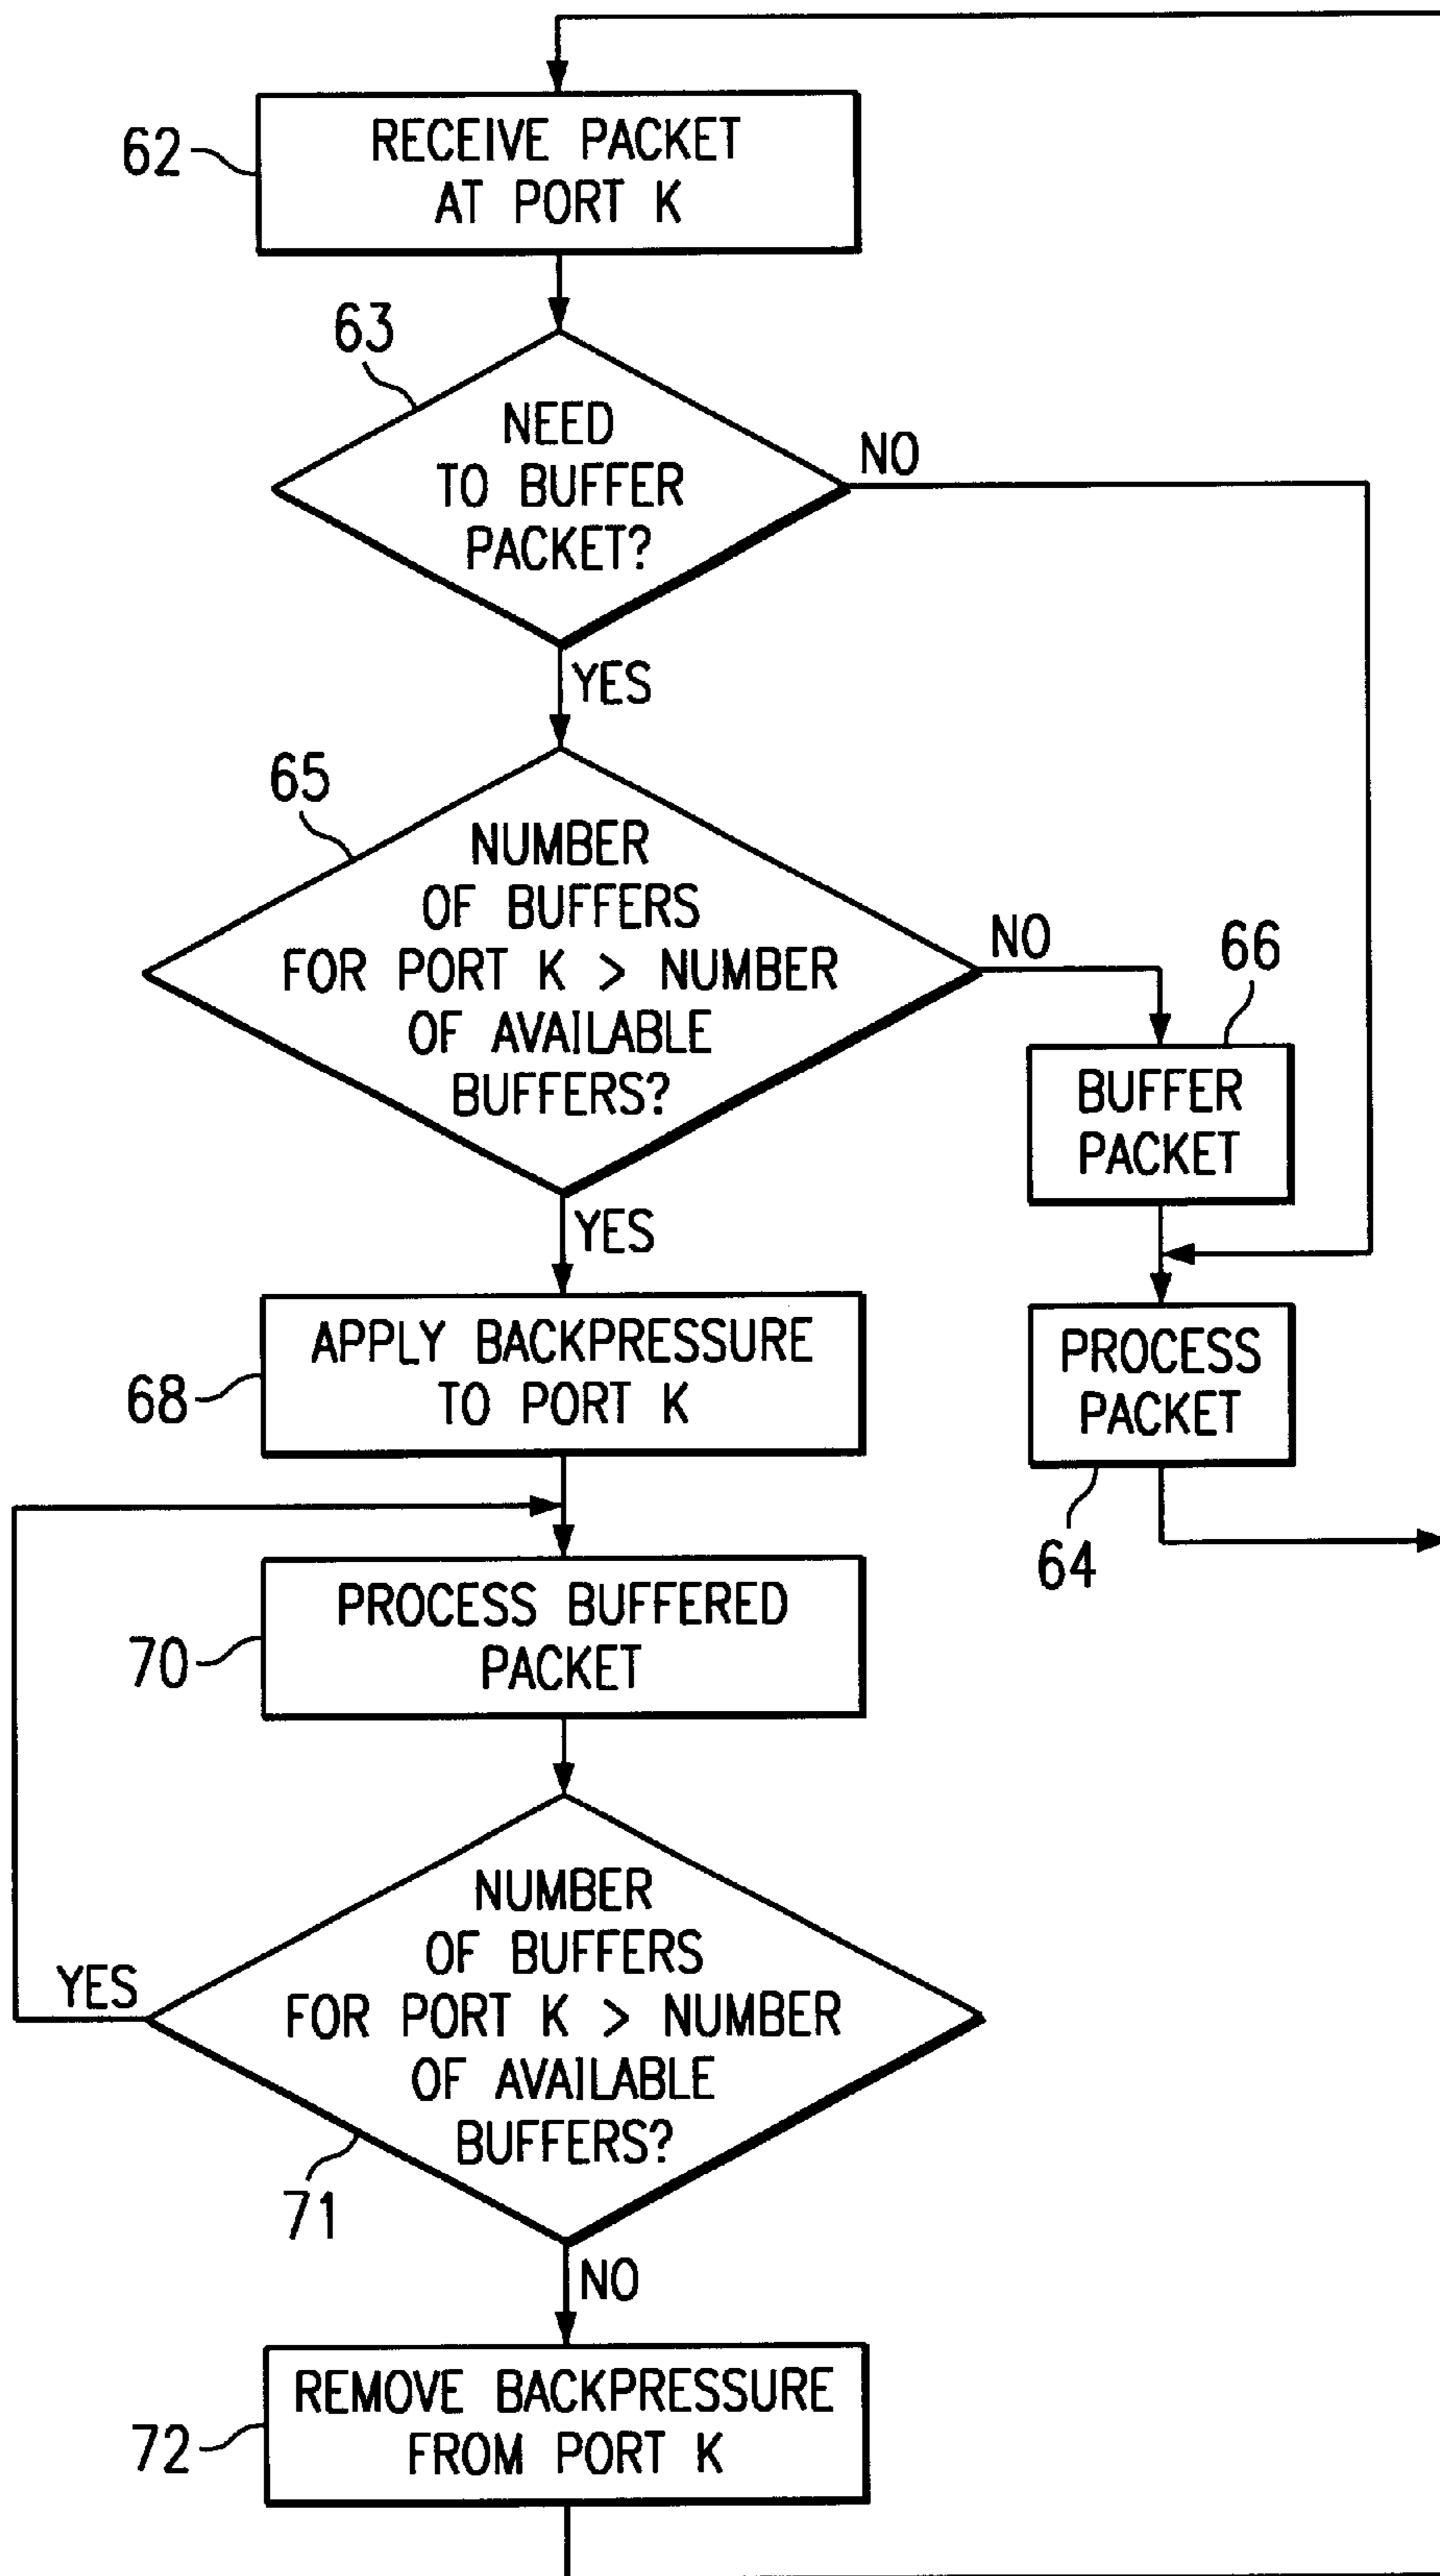 62
RECEIVE PACKET
AT PORT K
63
NEED
TO BUFFER
PACKET?
NO
YES
65
NUMBER
OF BUFFERS
FOR PORT K > NUMBER
OF AVAILABLE
BUFFERS?
NO
66
BUFFER
PACKET
YES
68
APPLY BACKPRESSURE
TO PORT K
PROCESS
PACKET
64
70
PROCESS BUFFERED
PACKET
NUMBER
OF BUFFERS
FOR PORT K > NUMBER
OF AVAILABLE
BUFFERS?
YES
71
NO
72
REMOVE BACKPRESSURE
FROM PORT K